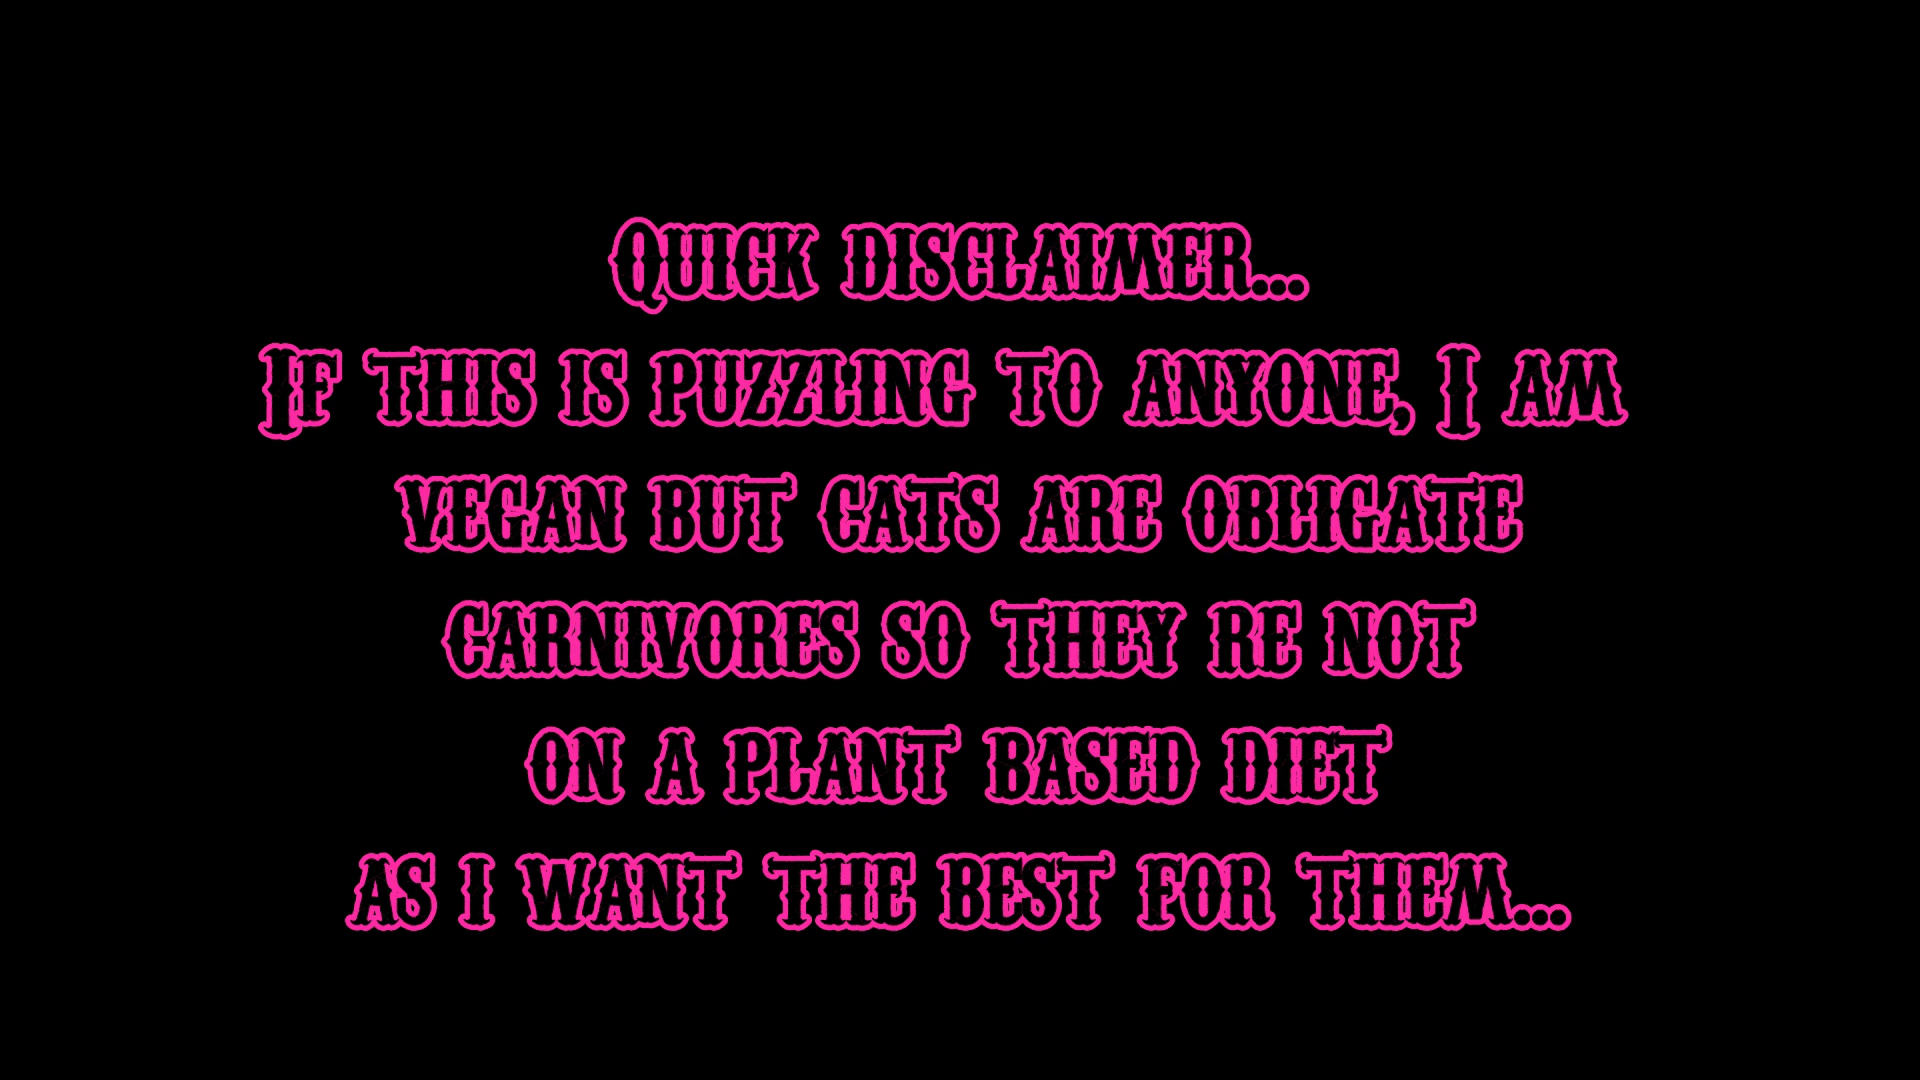 Quick disclaimer...
If this is puzzling to anyone, I am
vegan but cats are obligate
carnivores so they re not
on a plant based diet
as i want the best for them...